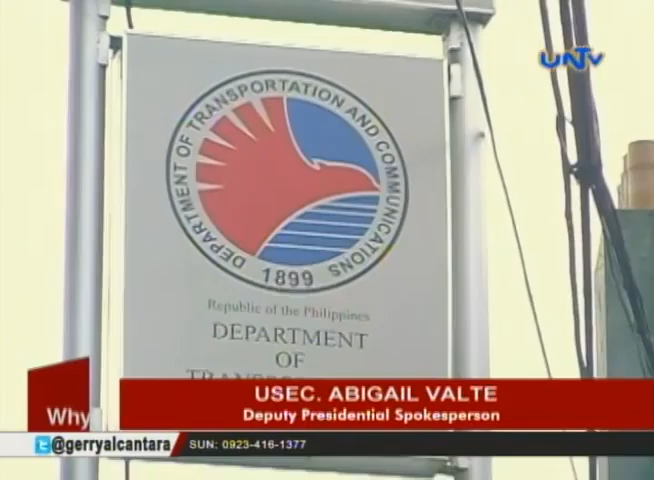 UNTV
DEPARTMENT OF TRANSPORTATION AND COMMUNICATIONS
1899
Republic of the Philippines
DEPARTMENT
OF
USEC. ABIGAIL VALTE
Deputy Presidential Spokesperson
Why
@gerryalcantara
SUN: 0923-416-1377